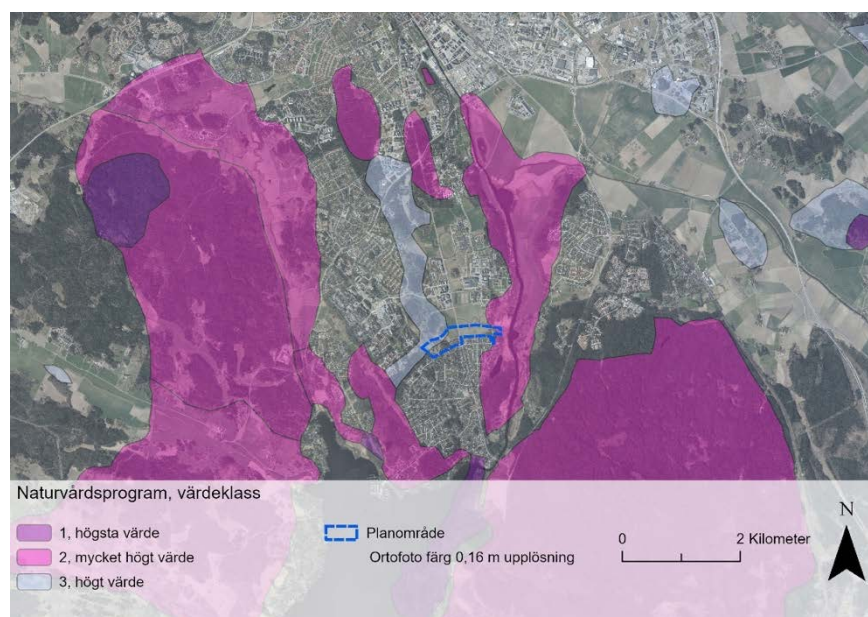 Naturvårdsprogram, värdeklass
1, högsta värde
2, mycket högt värde
3, högt värde
Planområde
Ortofoto färg 0,16 m upplösning
0 2 Kilometer
N